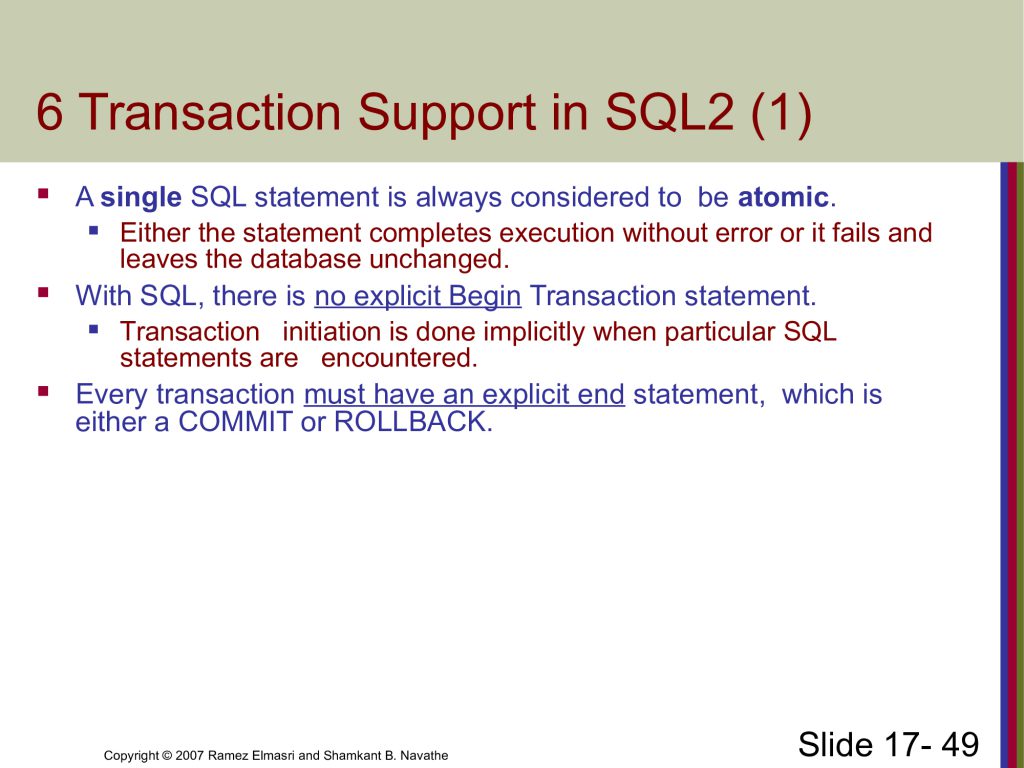 6 Transaction Support in SQL2 (1)
A single SQL statement is always considered to  be atomic.
Either the statement completes execution without error or it fails and
leaves the database unchanged.
With SQL, there is no explicit Begin Transaction statement.
Transaction   initiation is done implicitly when particular SQL
statements are   encountered.
Every transaction must have an explicit end statement,  which is
either a COMMIT or ROLLBACK.
Copyright © 2007 Ramez Elmasri and Shamkant B. Navathe
Slide 17- 49